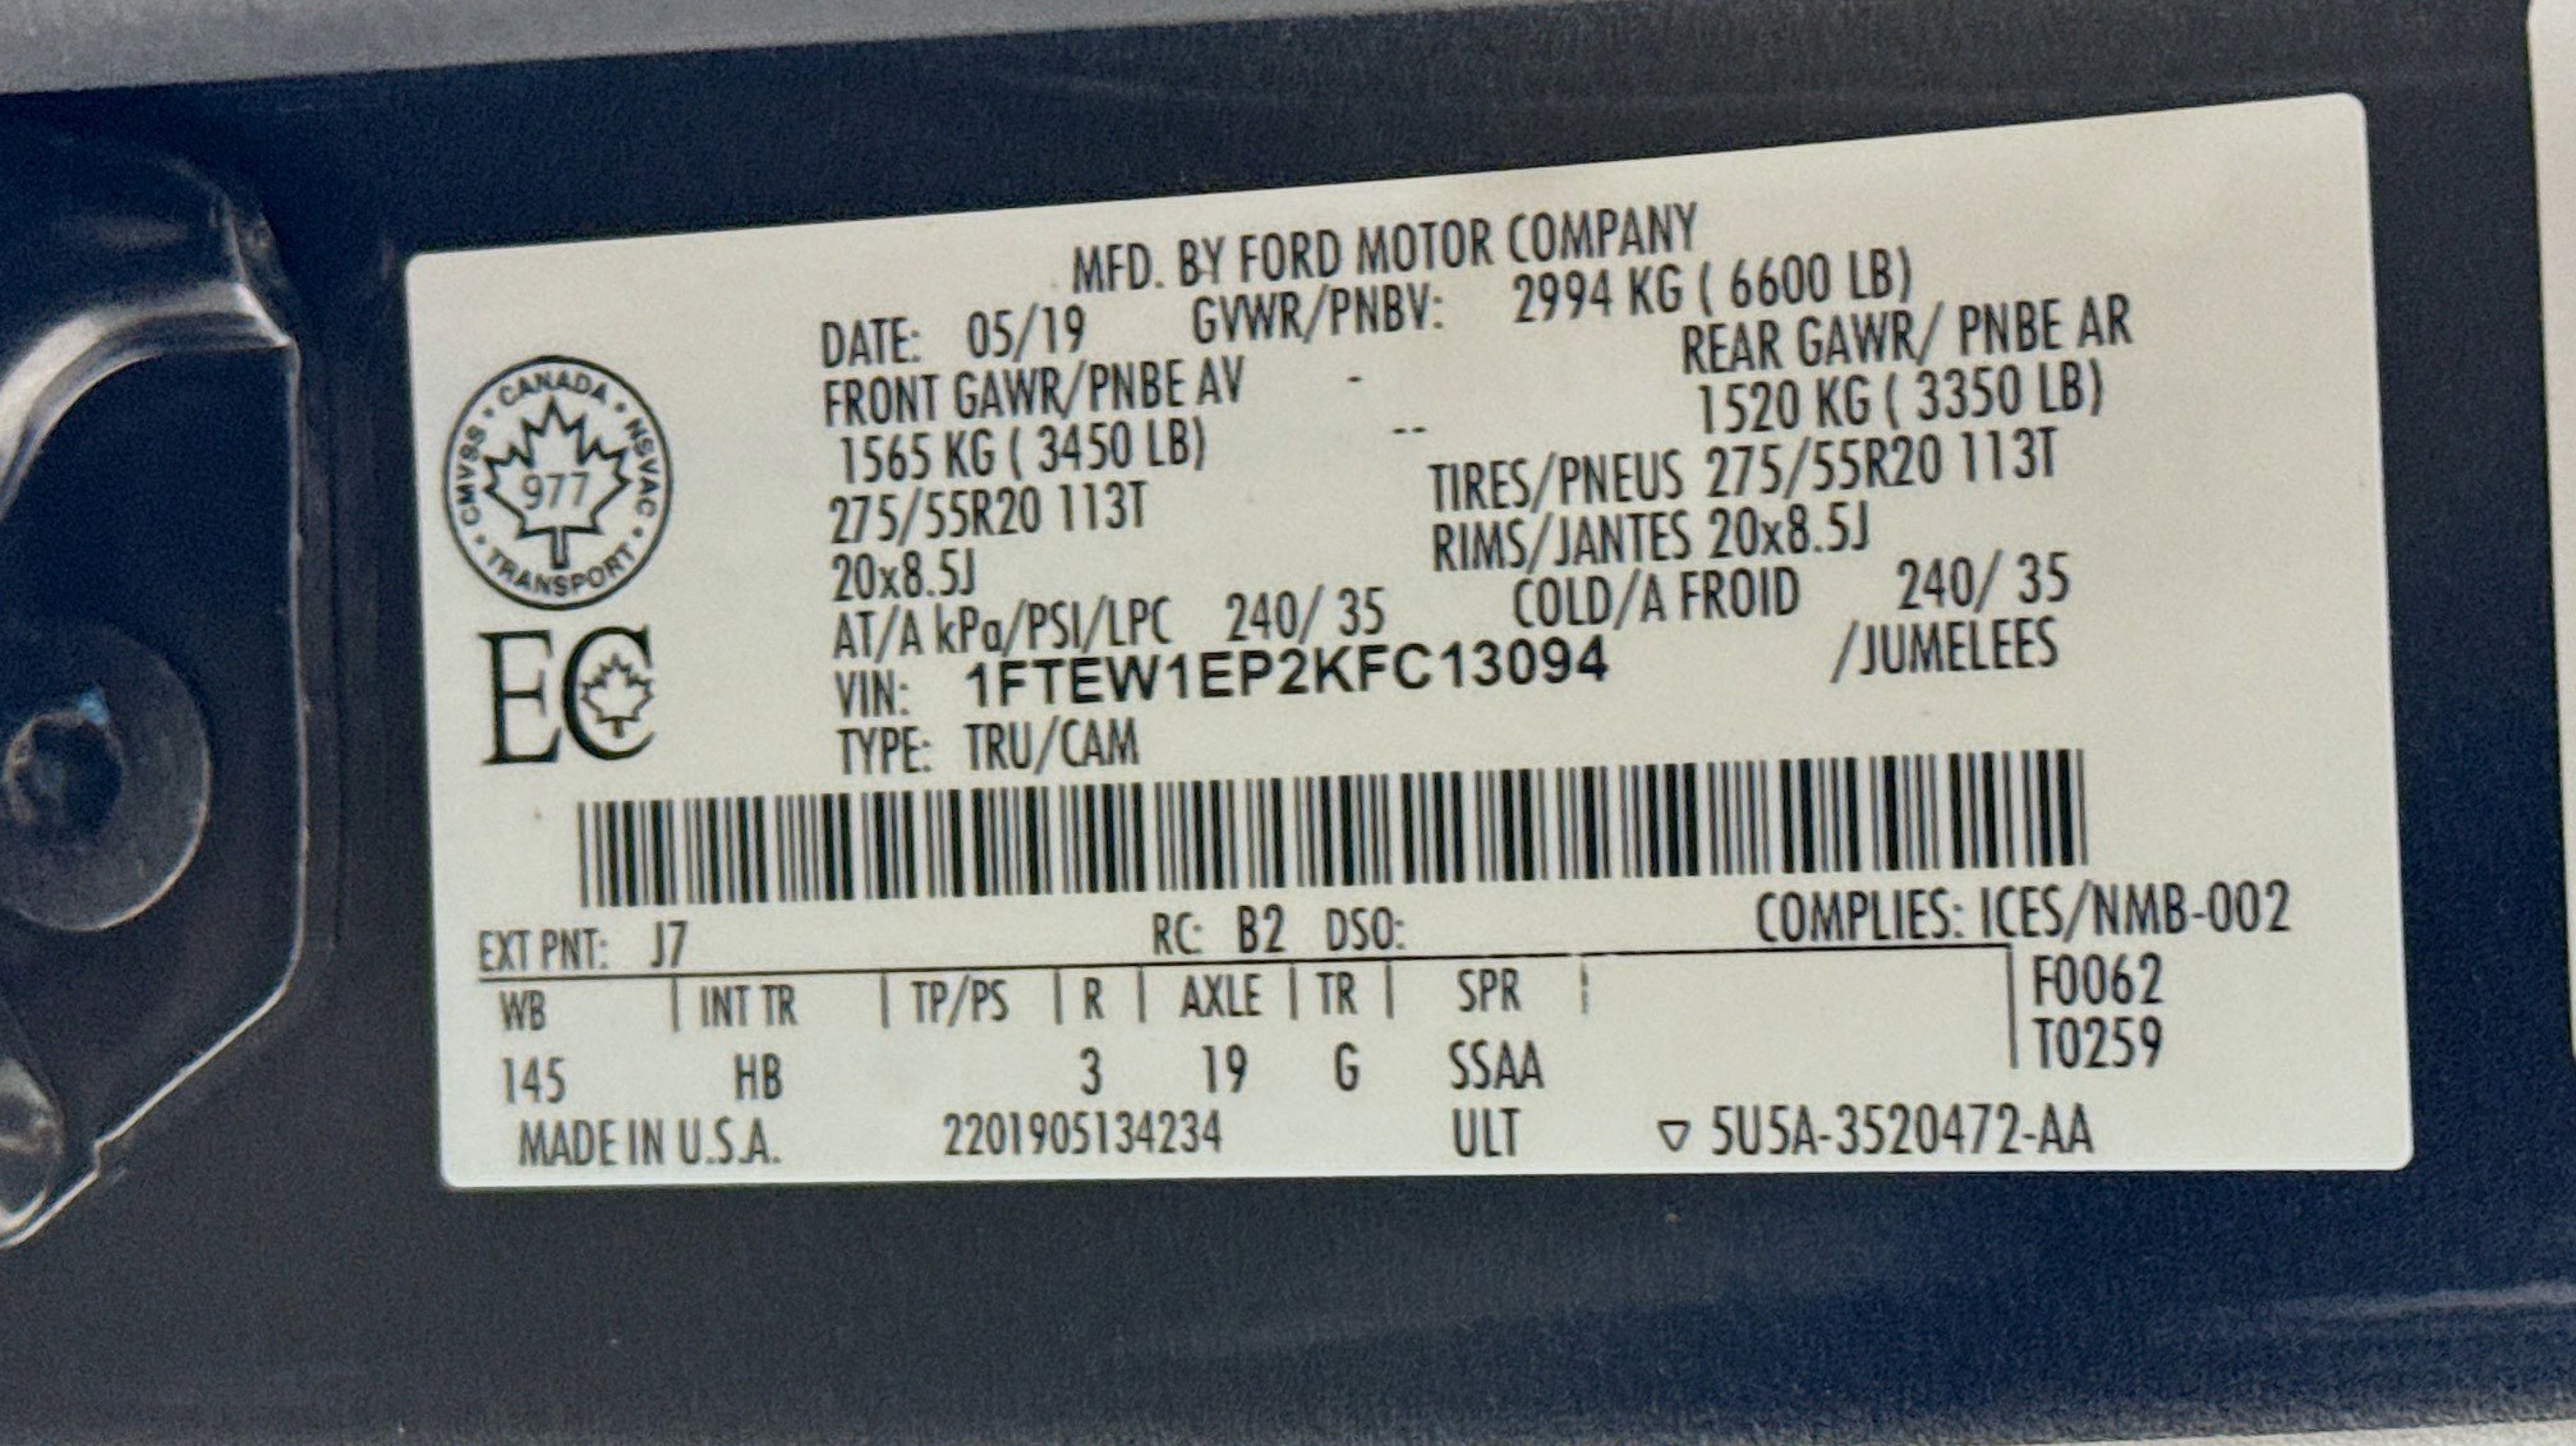 MFD. BY FORD MOTOR COMPANY
DATE: 05/19 GVWR/PNBV: 2994 KG ( 6600 LB)
FRONT GAWR/PNBE AV - REAR GAWR/ PNBE AR
1565 KG ( 3450 LB) -- 1520 KG ( 3350 LB)
275/55R20 113T TIRES/PNEUS 275/55R20 113T
20x8.5J RIMS/JANTES 20x8.5J
AT/A kPa/PSI/LPC 240/ 35 COLD/A FROID 240/ 35
VIN: 1FTEW1EP2KFC13094 /JUMELEES
TYPE: TRU/CAM
CANADA • NSVAC • TRANSPORT • CMVSS •
977
EC
EXT PNT: J7 RC: B2 DSO: COMPLIES: ICES/NMB-002
WB | INT TR | TP/PS | R | AXLE | TR | SPR | F0062
T0259
145 HB 3 19 G SSAA
MADE IN U.S.A. 2201905134234 ULT ▽ 5U5A-3520472-AA